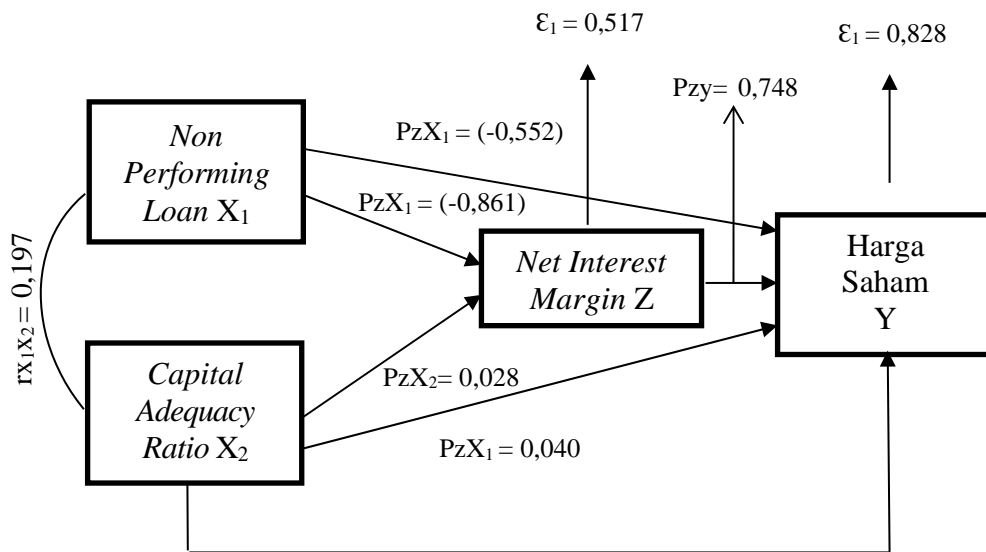 Ɛ₁ = 0,517
Ɛ₁ = 0,828
Pzy= 0,748
Non
Performing
Loan X₁
PzX₁ = (-0,552)
PzX₁ = (-0,861)
rx₁x₂ = 0,197
Net Interest
Margin Z
Harga
Saham
Y
Capital
Adequacy
Ratio X₂
PzX₂= 0,028
PzX₁ = 0,040